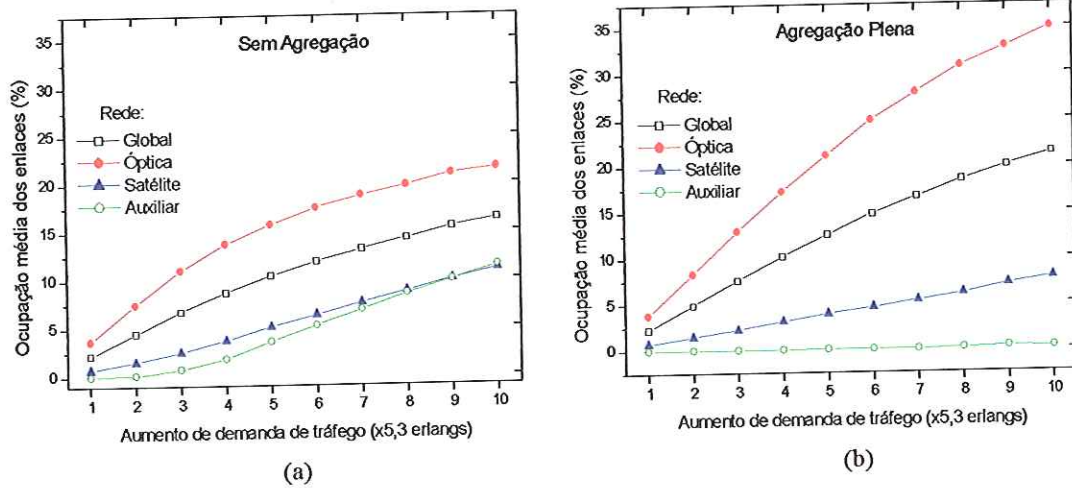 Sem Agregação
Ocupação média dos enlaces (%)
35
30
25
20
15
10
5
0
Rede:
Global
Óptica
Satélite
Auxiliar
1 2 3 4 5 6 7 8 9 10
Aumento de demanda de tráfego (x5,3 erlangs)
(a)
Agregação Plena
Ocupação média dos enlaces (%)
35
30
25
20
15
10
5
0
Rede:
Global
Óptica
Satélite
Auxiliar
1 2 3 4 5 6 7 8 9 10
Aumento de demanda de tráfego (x5,3 erlangs)
(b)